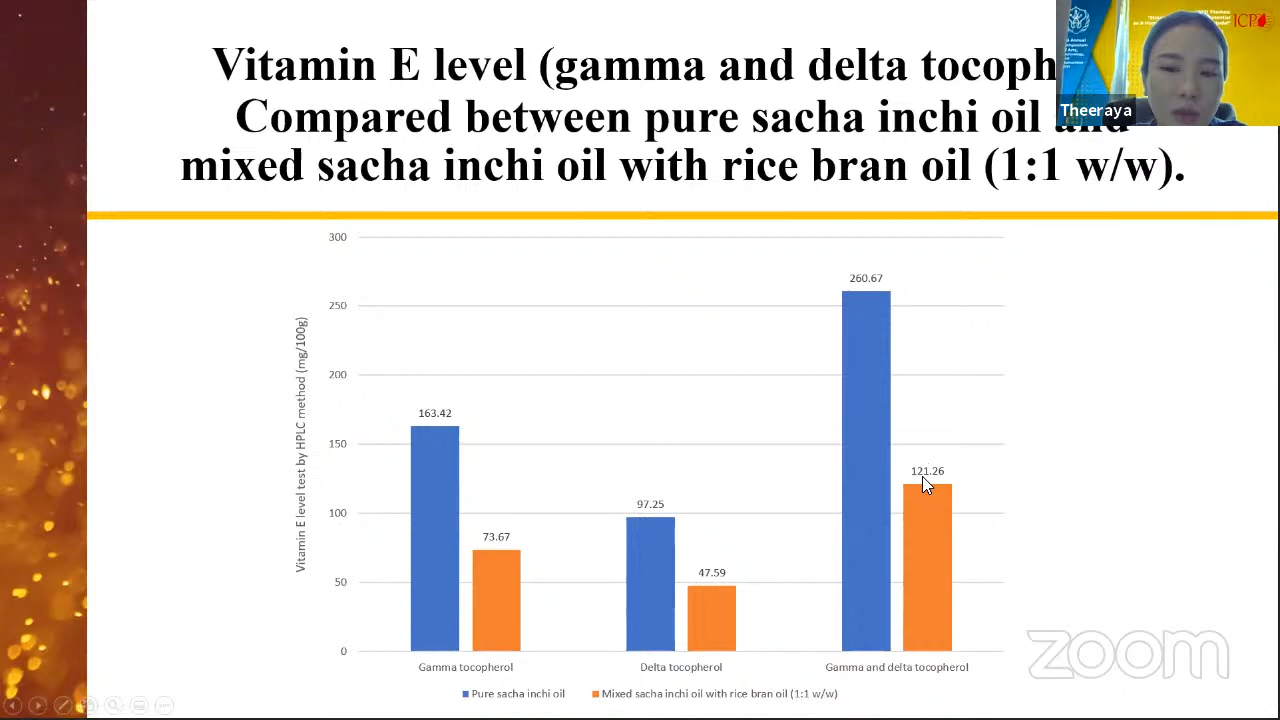 Vitamin E level (gamma and delta tocoph
Compared between pure sacha inchi oil and
mixed sacha inchi oil with rice bran oil (1:1 w/w).
ICP
Theeraya
Vitamin E level test by HPLC method (mg/100g)
300
250
200
150
100
50
0
163.42
73.67
97.25
47.59
260.67
121.26
Gamma tocopherol
Delta tocopherol
Gamma and delta tocopherol
Pure sacha inchi oil
Mixed sacha inchi oil with rice bran oil (1:1 w/w)
zoom